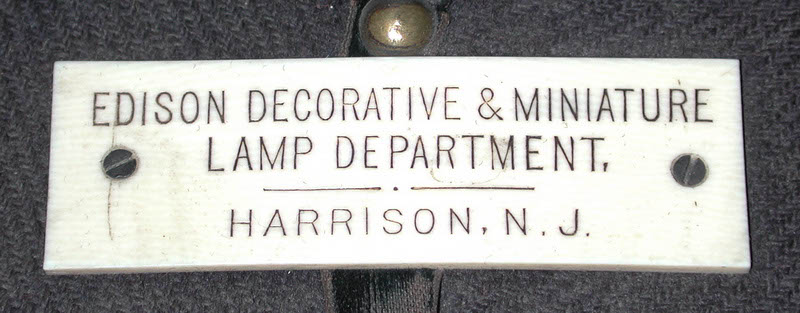 EDISON DECORATIVE & MINIATURE
LAMP DEPARTMENT,
HARRISON, N. J.